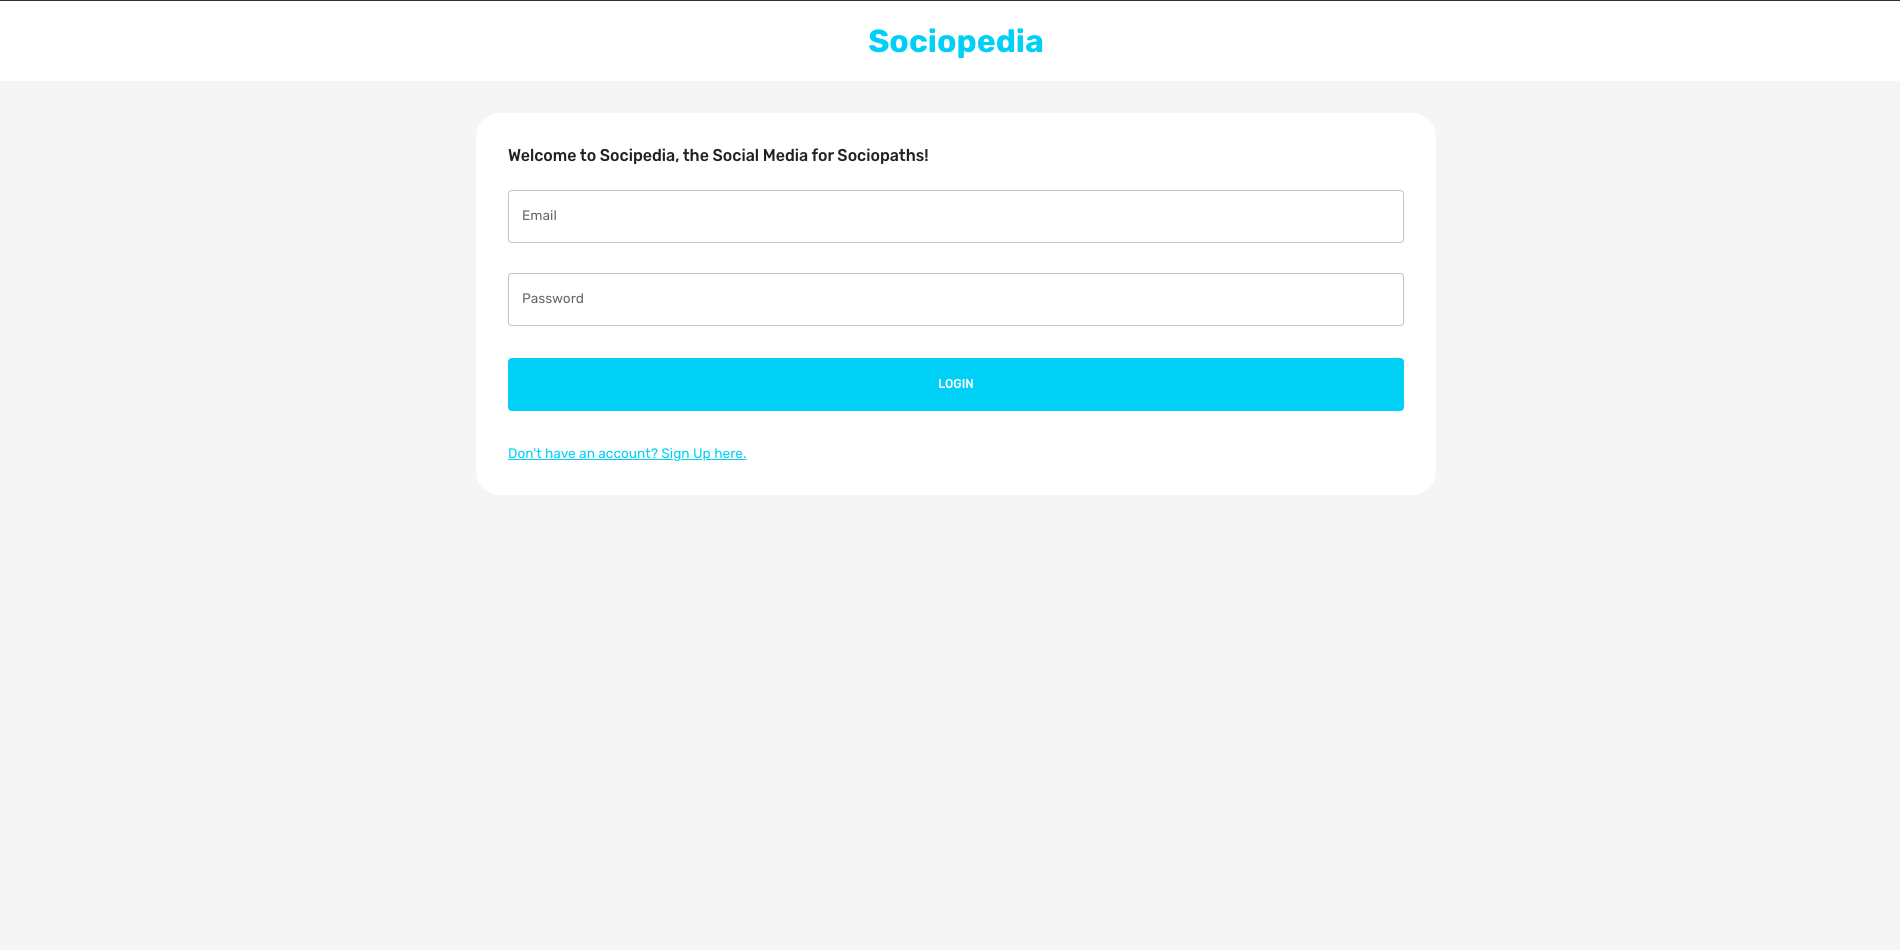 Sociopedia
Welcome to Socipedia, the Social Media for Sociopaths!
Email
Password
LOGIN
Don't have an account? Sign Up here.